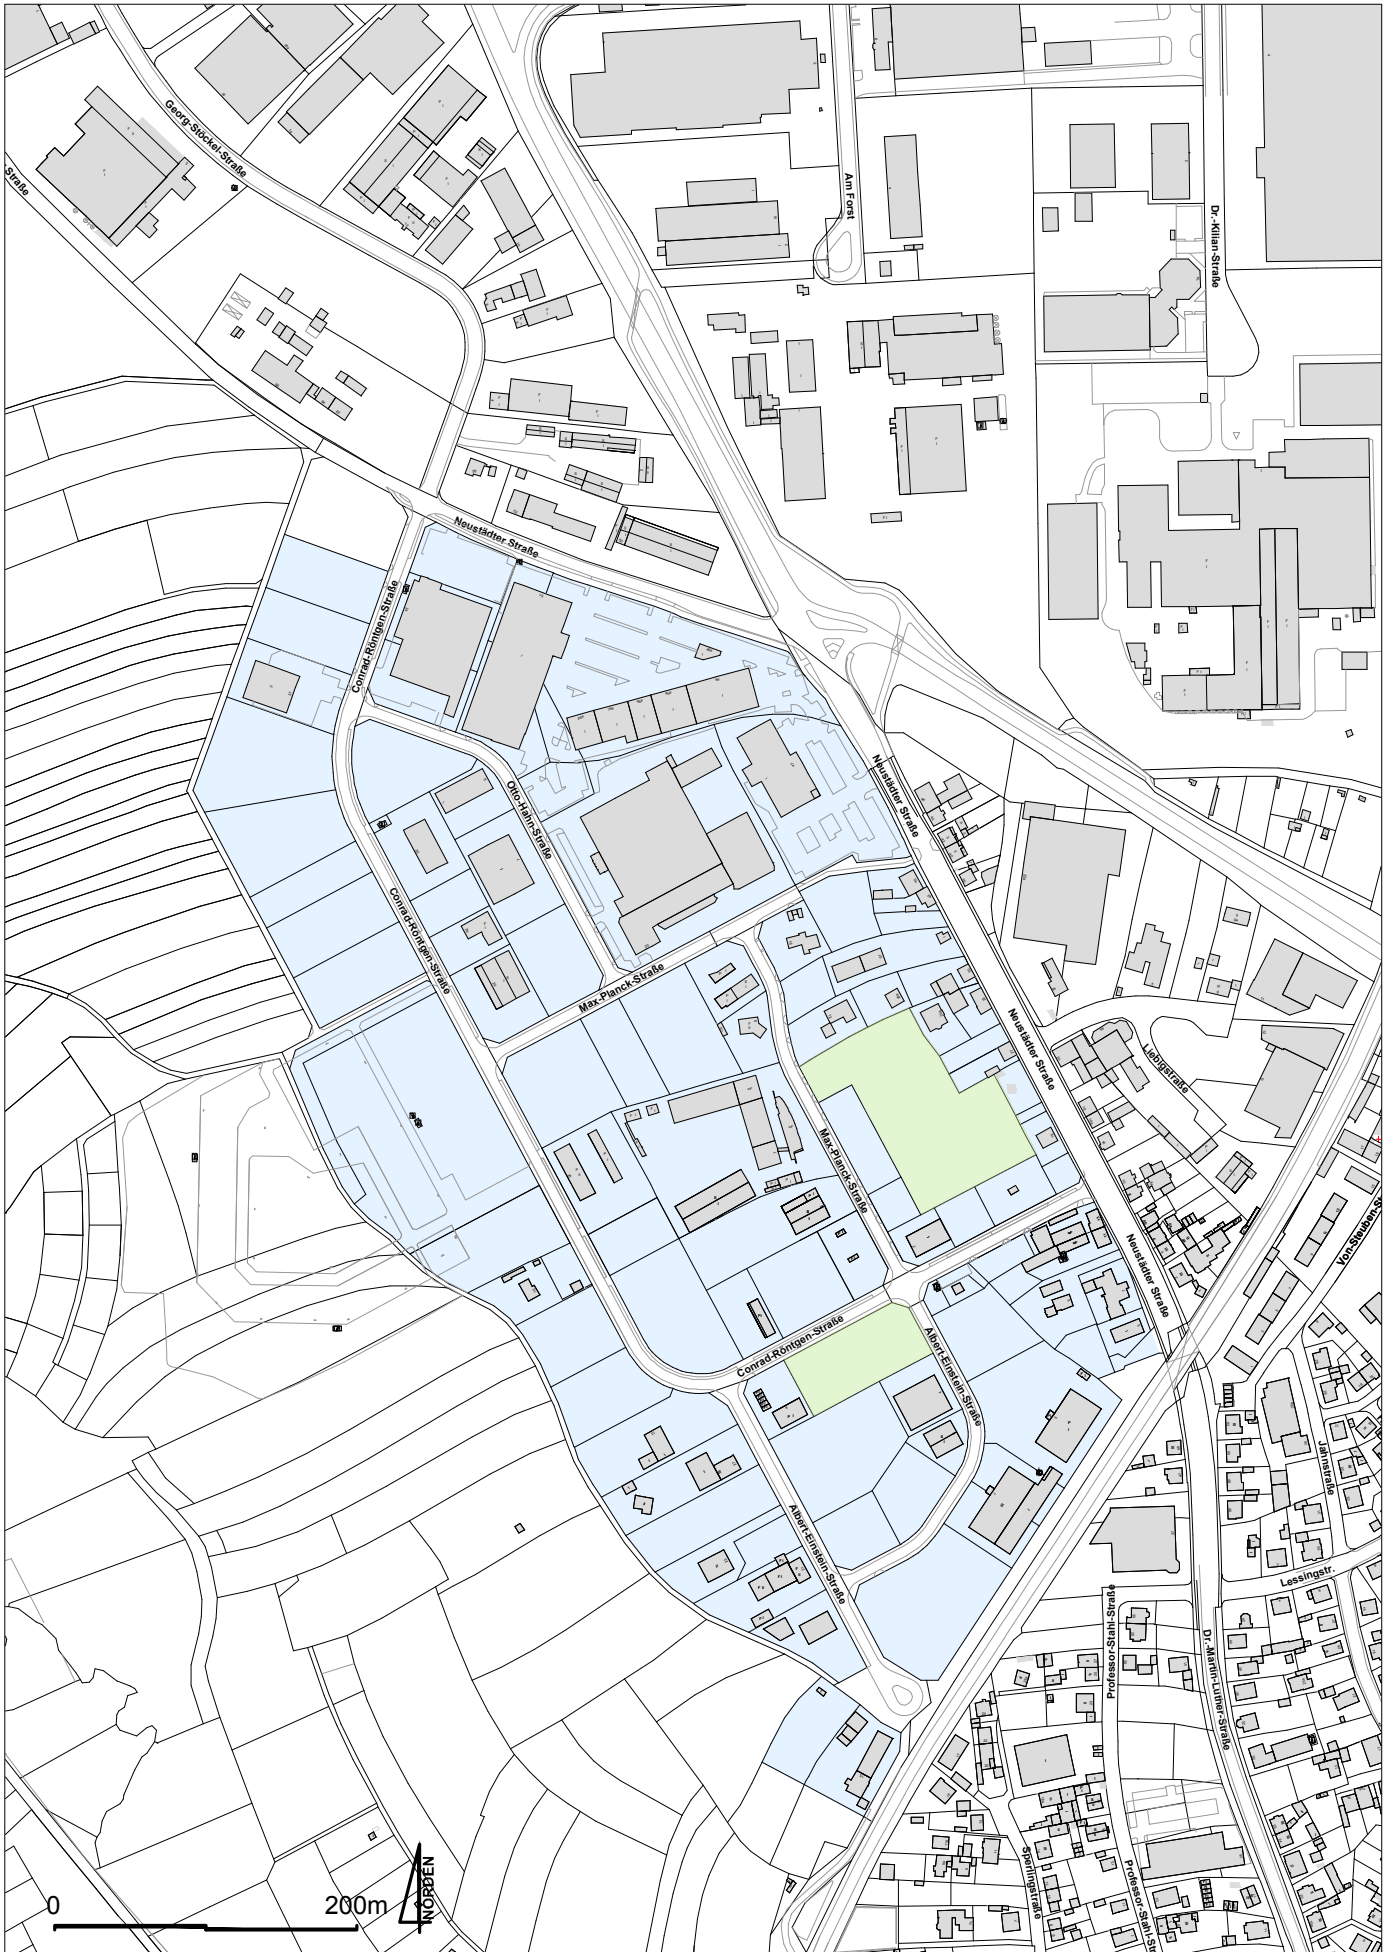 Georg-Stöckel-Straße
-Straße
Am Forst
Dr.-Kilian-Straße
Neustädter Straße
Conrad-Röntgen-Straße
Otto-Hahn-Straße
Neustädter Straße
Conrad-Röntgen-Straße
Max-Planck-Straße
Neustädter Straße
Liebigstraße
Max-Planck-Straße
Von-Steuben-S
Neustädter Straße
Conrad-Röntgen-Straße
Albert-Einstein-Straße
Jahnstraße
Albert-Einstein-Straße
Lessingstr.
Professor-Stahl-Straße
Dr.-Martin-Luther-Straße
Sperlingstraße
Professor-Stahl-Str
0
200m
NORDEN